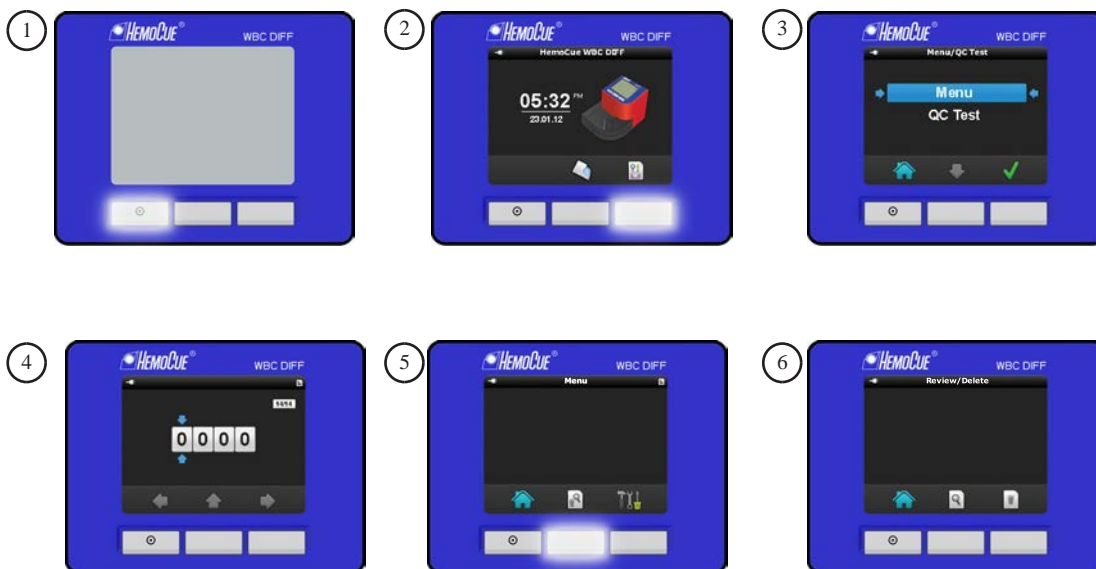 1
HemoCue®
WBC DIFF
2
HemoCue®
WBC DIFF
HemoCue WBC DIFF
05:32 PM
23.01.12
3
HemoCue®
WBC DIFF
Menu/QC Test
Menu
QC Test
4
HemoCue®
WBC DIFF
0 0 0 0
5
HemoCue®
WBC DIFF
Menu
6
HemoCue®
WBC DIFF
Review/Delete